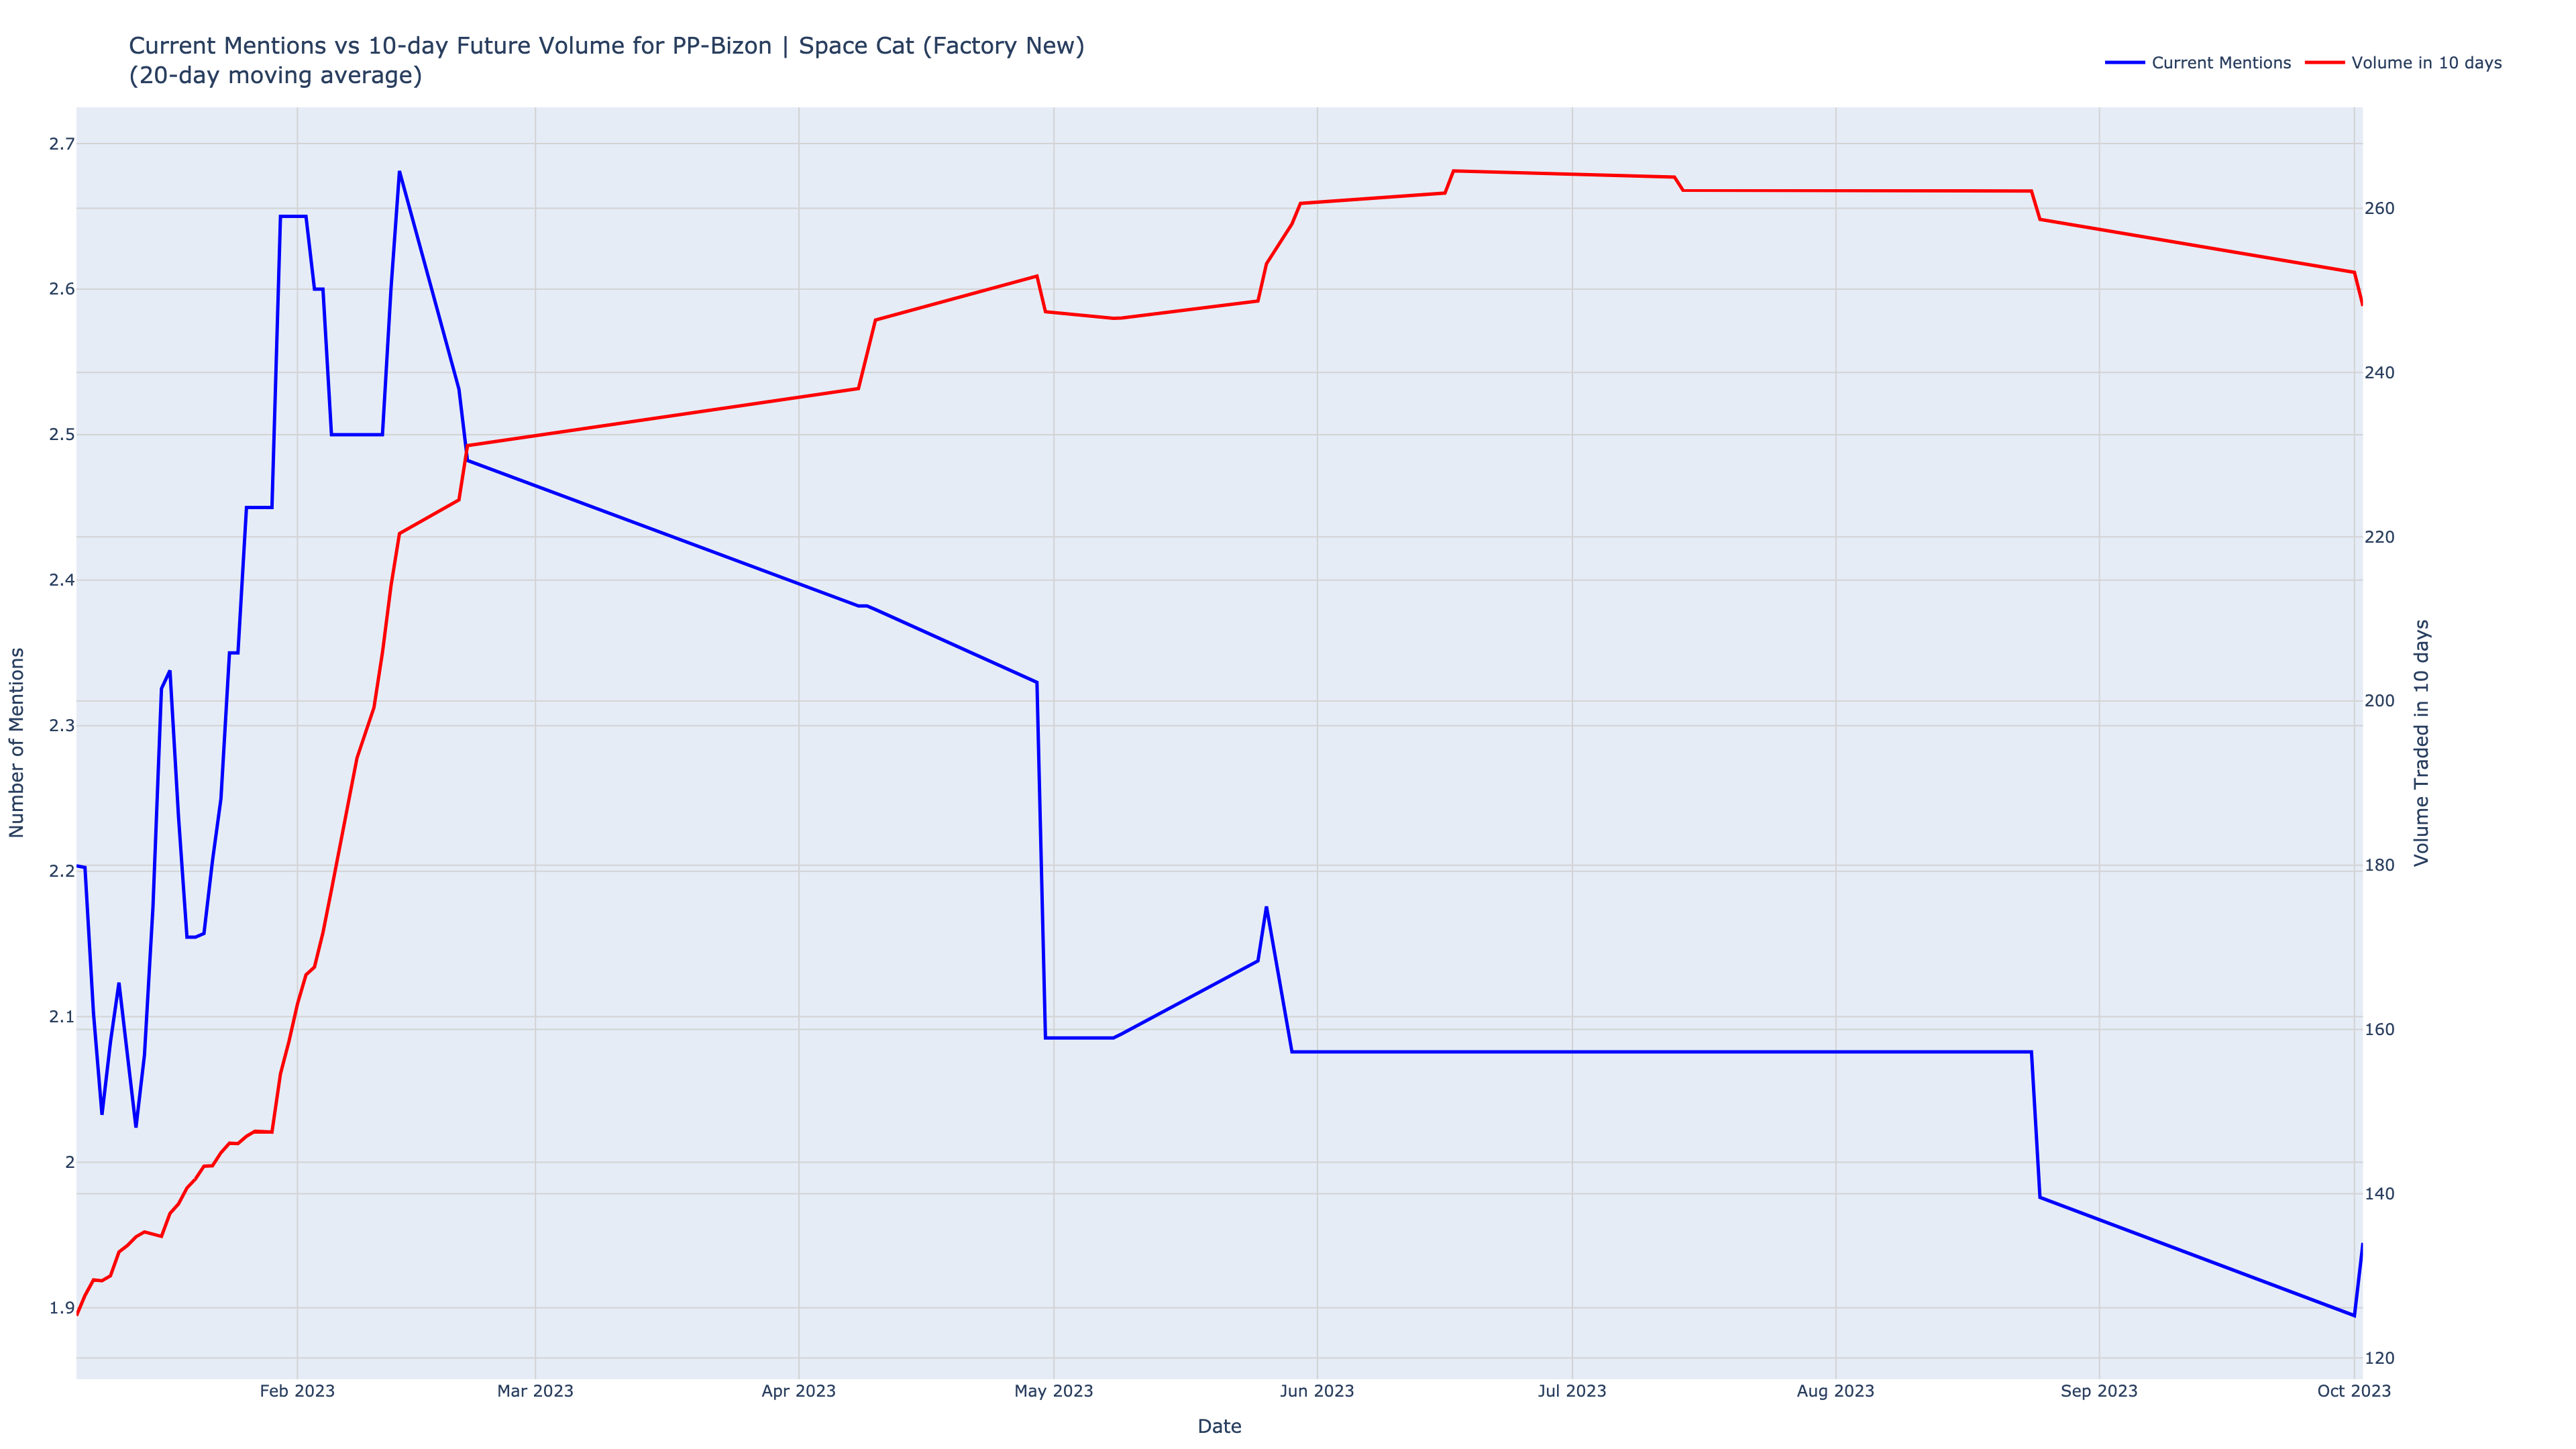 Current Mentions vs 10-day Future Volume for PP-Bizon | Space Cat (Factory New)
(20-day moving average)
Current Mentions
Volume in 10 days
2.7
2.6
2.5
2.4
2.3
2.2
2.1
2
1.9
Number of Mentions
260
240
220
200
180
160
140
120
Volume Traded in 10 days
Feb 2023
Mar 2023
Apr 2023
May 2023
Jun 2023
Jul 2023
Aug 2023
Sep 2023
Oct 2023
Date